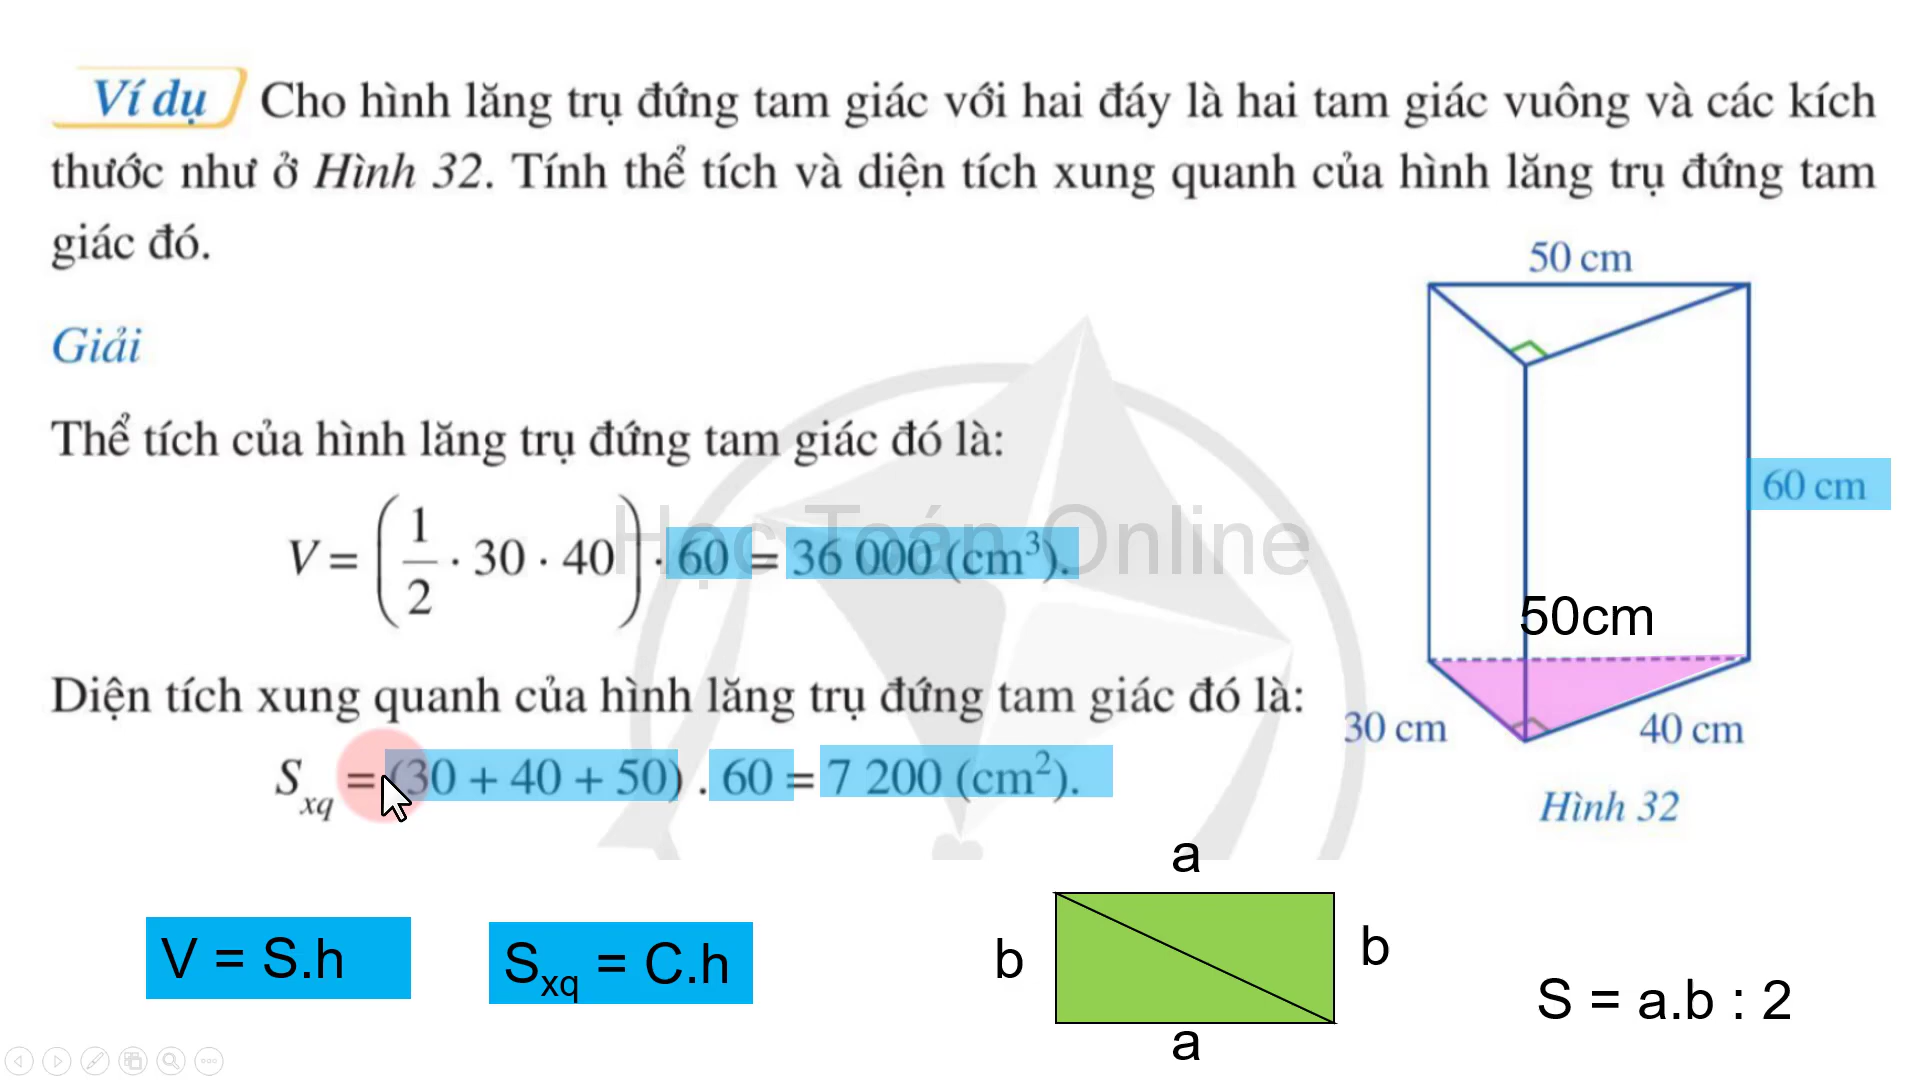 Ví dụ Cho hình lăng trụ đứng tam giác với hai đáy là hai tam giác vuông và các kích
thước như ở Hình 32. Tính thể tích và diện tích xung quanh của hình lăng trụ đứng tam
giác đó.
50 cm
Giải
Thể tích của hình lăng trụ đứng tam giác đó là:
60 cm
V = (1/2 · 30 · 40) · 60 = 36 000 (cm³).
Học Toán Online
50cm
Diện tích xung quanh của hình lăng trụ đứng tam giác đó là:
30 cm
40 cm
Sxq = (30 + 40 + 50) . 60 = 7 200 (cm²).
Hình 32
a
V = S.h
Sxq = C.h
b
b
S = a.b : 2
a